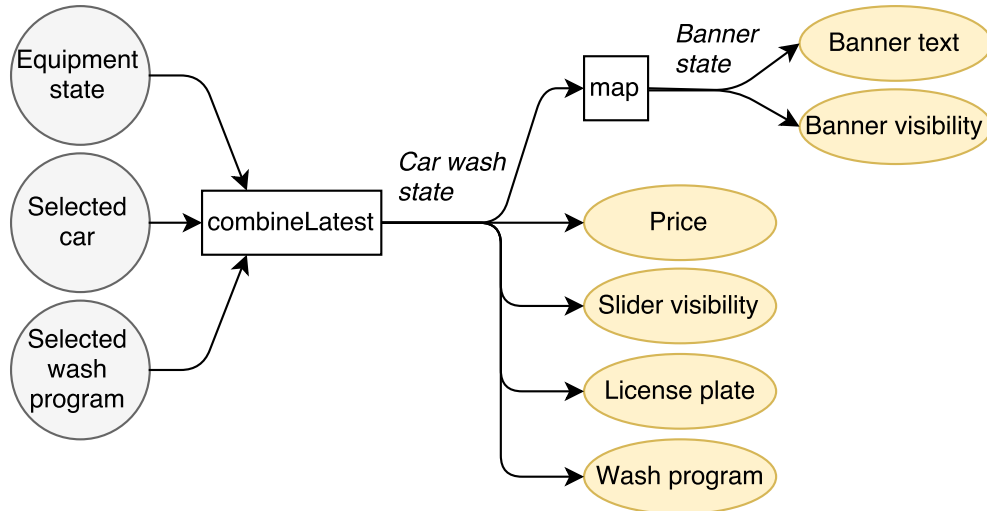 Equipment
state
Selected
car
Selected
wash
program
combineLatest
Car wash
state
map
Banner
state
Banner text
Banner visibility
Price
Slider visibility
License plate
Wash program